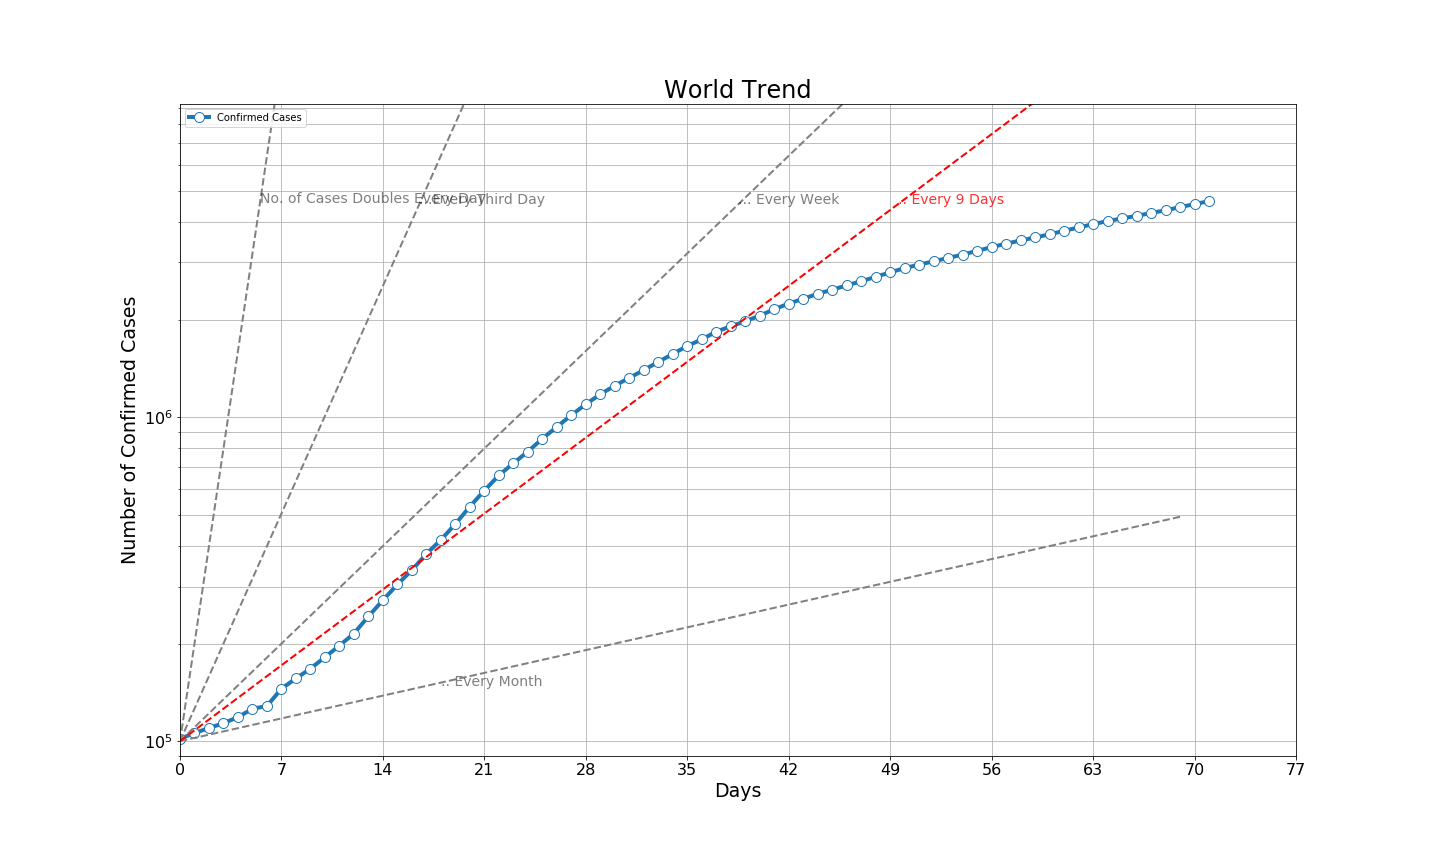 World Trend
Confirmed Cases
No. of Cases Doubles Every Day
.. Every Third Day
.. Every Week
.. Every 9 Days
.. Every Month
Number of Confirmed Cases
10⁶
10⁵
0 7 14 21 28 35 42 49 56 63 70 77
Days